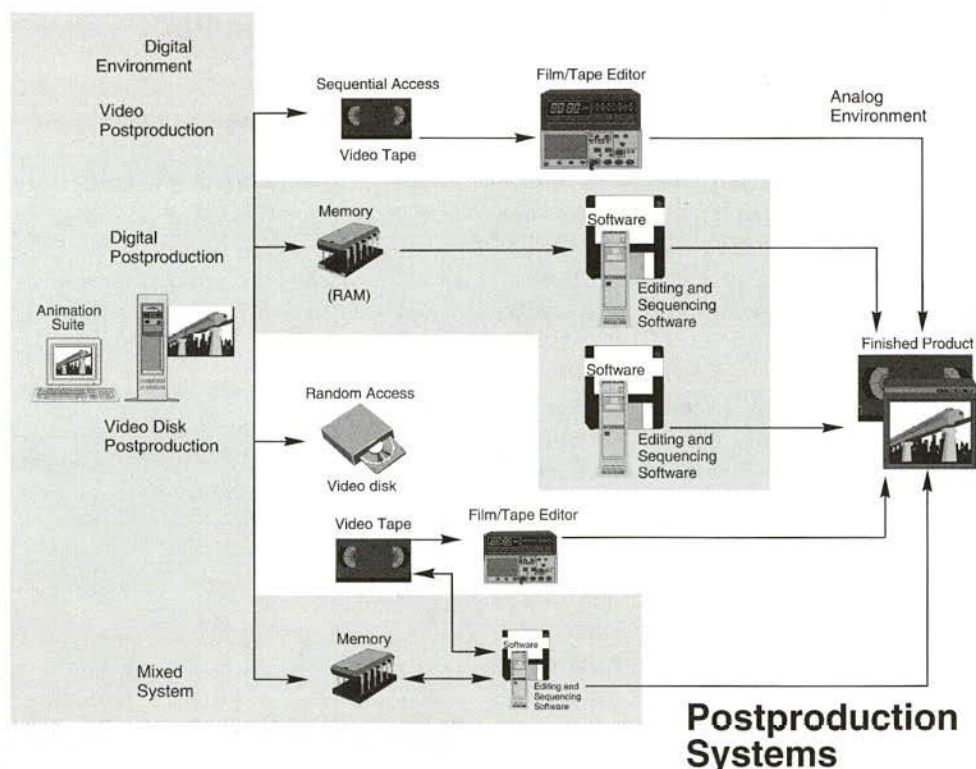 Digital
Environment
Video
Postproduction
Sequential Access
Video Tape
Film/Tape Editor
Analog
Environment
Digital
Postproduction
Memory
(RAM)
Software
Editing and
Sequencing
Software
Animation
Suite
Finished Product
Video Disk
Postproduction
Random Access
Video disk
Software
Editing and
Sequencing
Software
Video Tape
Film/Tape Editor
Mixed
System
Memory
Software
Editing and
Sequencing
Software
Postproduction
Systems